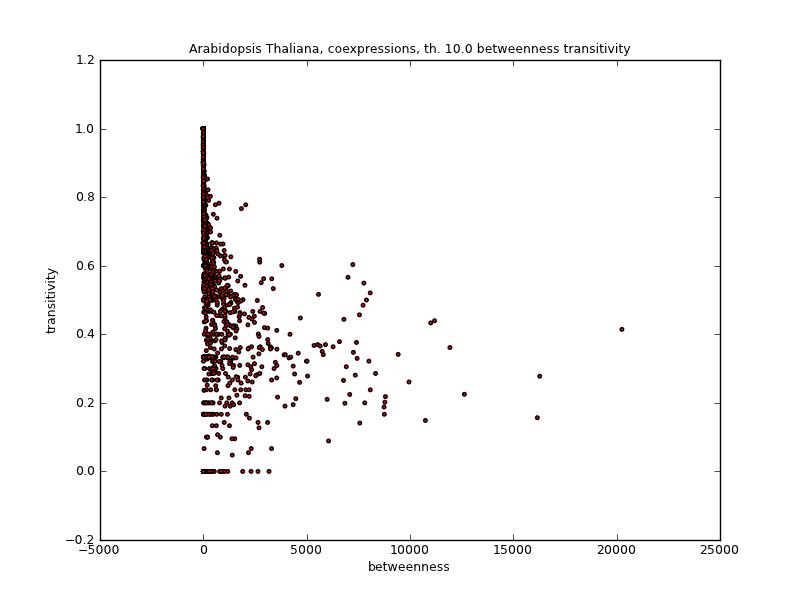 Arabidopsis Thaliana, coexpressions, th. 10.0 betweenness transitivity
1.2
1.0
0.8
0.6
0.4
0.2
0.0
−0.2
transitivity
−5000 0 5000 10000 15000 20000 25000
betweenness